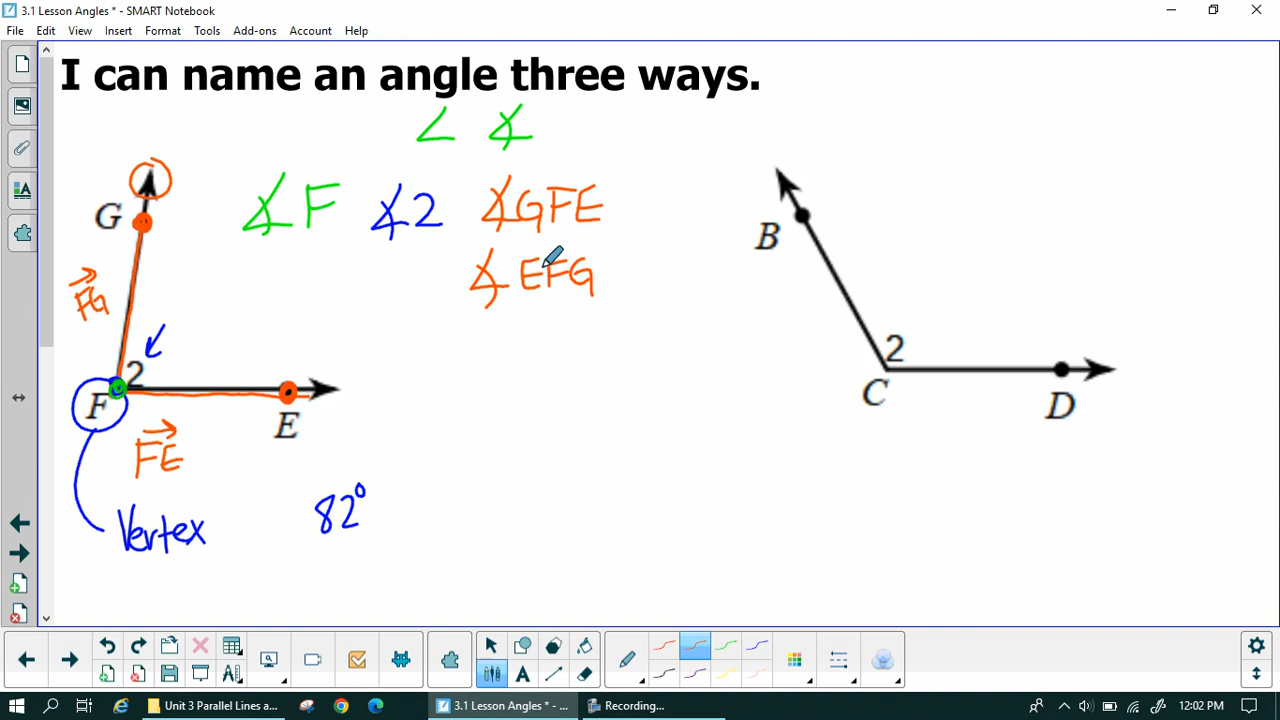 3.1 Lesson Angles * - SMART Notebook
File Edit View Insert Format Tools Add-ons Account Help
I can name an angle three ways.
∠ ∡
∡F ∡2 ∡GFE
∡EFG
G
FG
2
F
E
FE
Vertex
82°
B
2
C
D
A
A
Unit 3 Parallel Lines a...
3.1 Lesson Angles * - ...
Recording...
12:02 PM